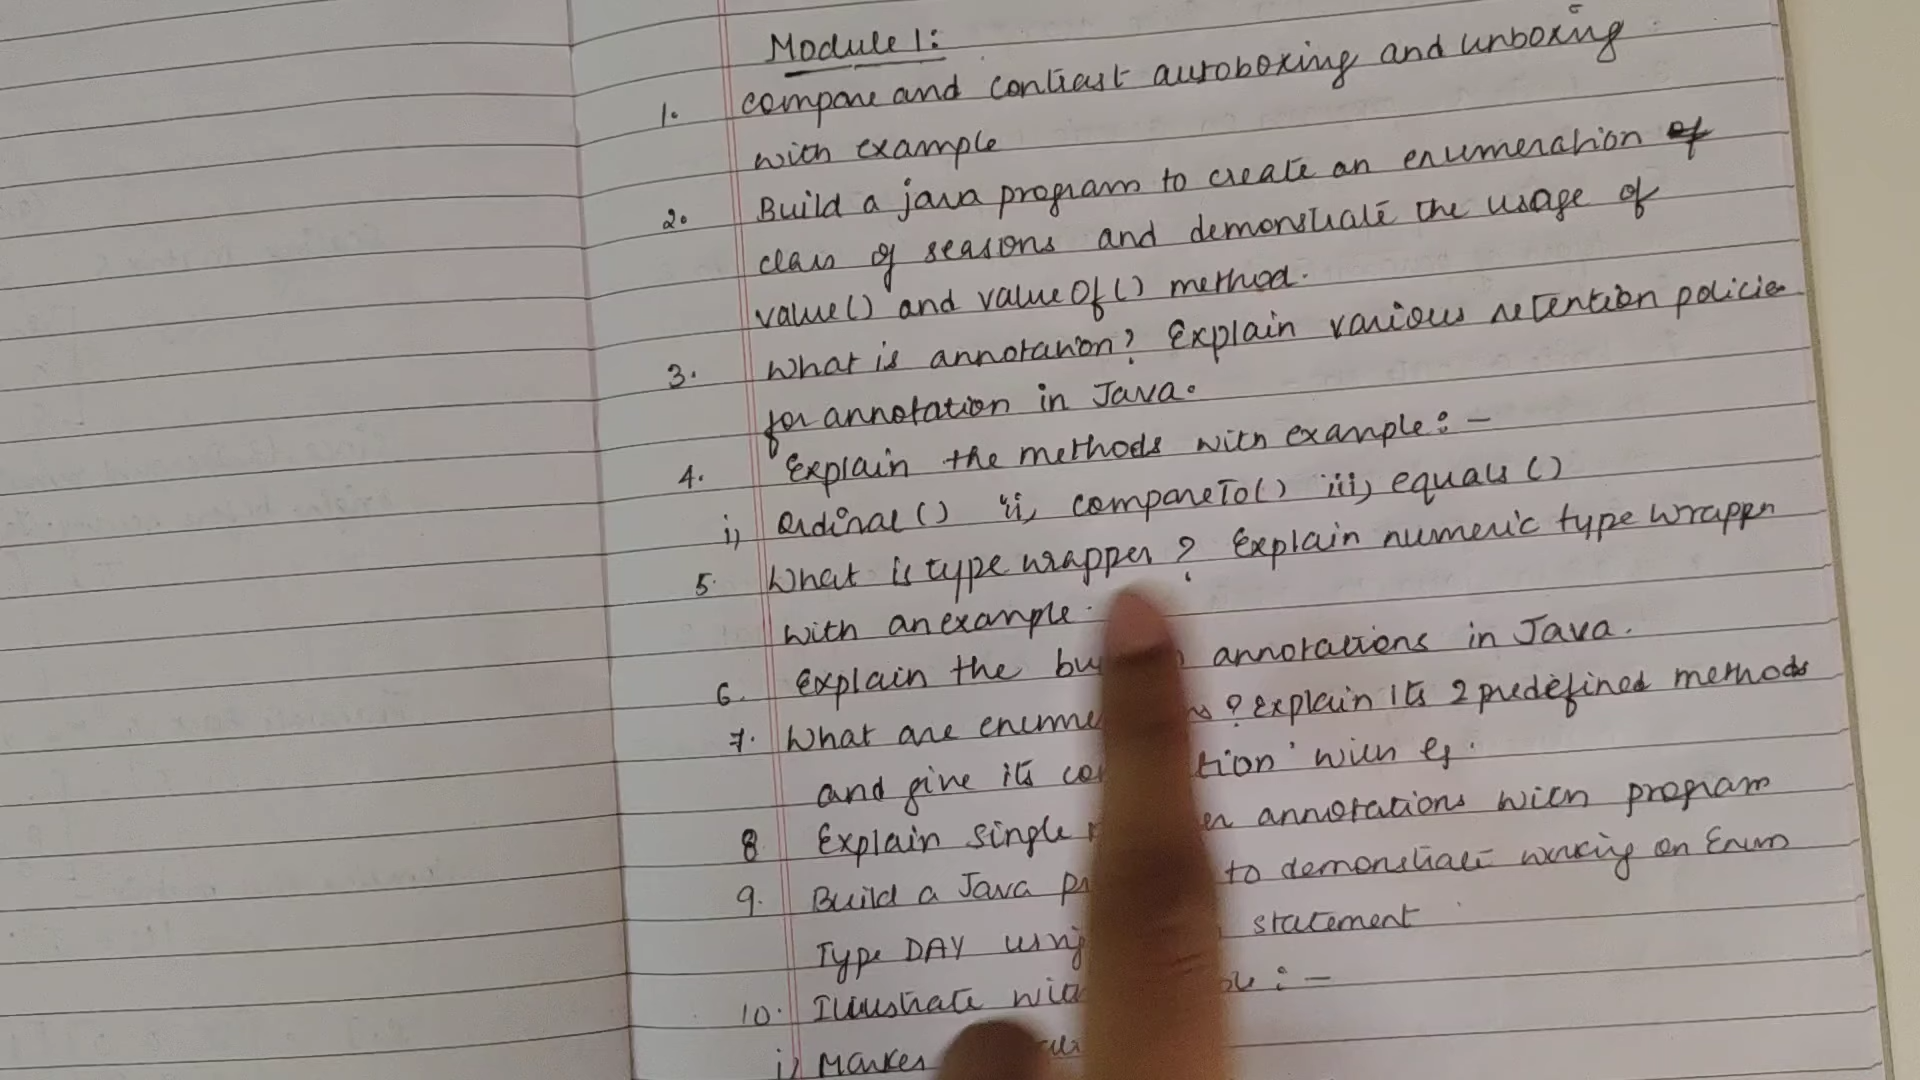 Module 1:
1. compare and contrast autoboxing and unboxing
with example
2. Build a java program to create an enumeration of
class of seasons and demonstrate the usage of
value() and valueOf() method.
3. What is annotation? Explain various retention policies
for annotation in Java.
4. Explain the methods with example: -
i) ordinal() ii, compareTo() iii) equals()
5. What is type wrapper? Explain numeric type wrapper
with an example.
6. Explain the annotations in Java.
7. What are ? explain its 2 predefined methods
and give its with eg.
8 Explain single annotations with program
9. Build a Java to demonstrate working on Enum
Type DAY statement
10. Illustrate : -
i) Marker